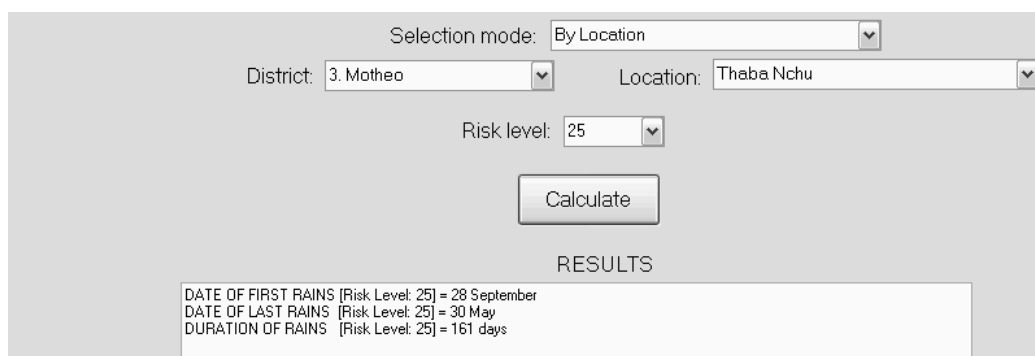 Selection mode: By Location
District: 3. Motheo Location: Thaba Nchu
Risk level: 25
Calculate
RESULTS
DATE OF FIRST RAINS [Risk Level: 25] = 28 September
DATE OF LAST RAINS [Risk Level: 25] = 30 May
DURATION OF RAINS [Risk Level: 25] = 161 days